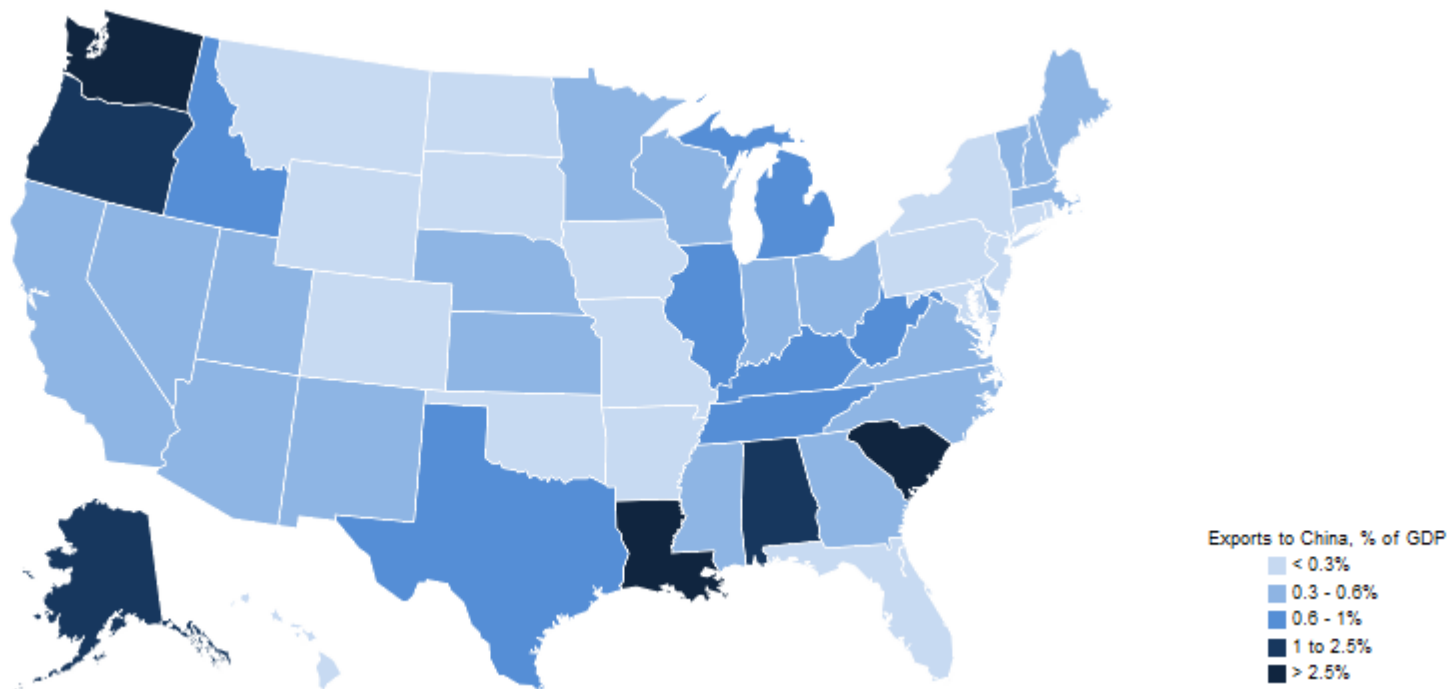 Exports to China, % of GDP
< 0.3%
0.3 - 0.6%
0.6 - 1%
1 to 2.5%
> 2.5%